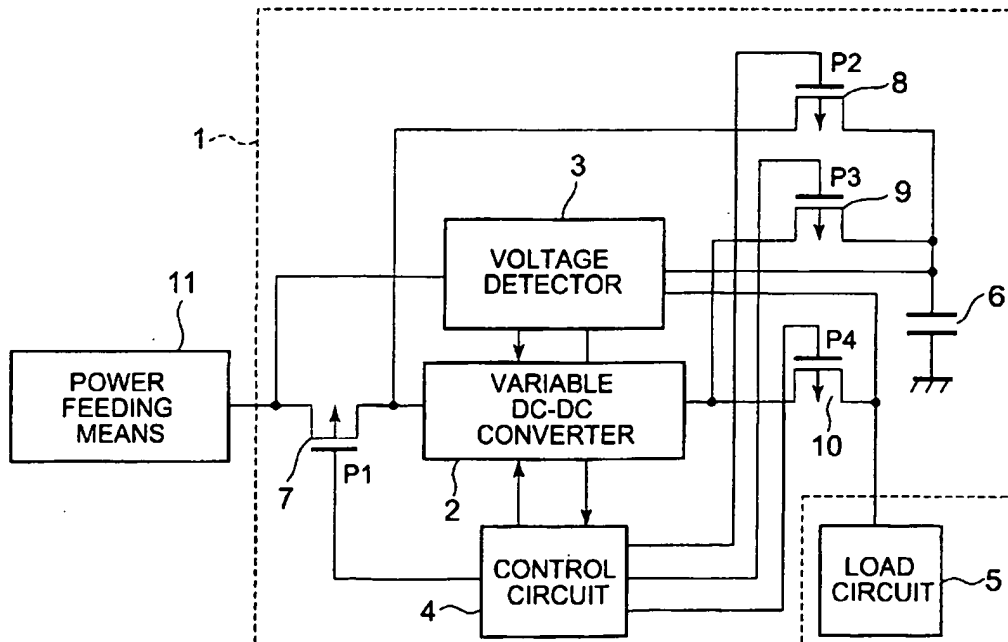 P2
8
1
3
P3
9
VOLTAGE
DETECTOR
11
6
P4
POWER
FEEDING
MEANS
VARIABLE
DC-DC
CONVERTER
10
7
P1
2
CONTROL
CIRCUIT
4
LOAD
CIRCUIT
5